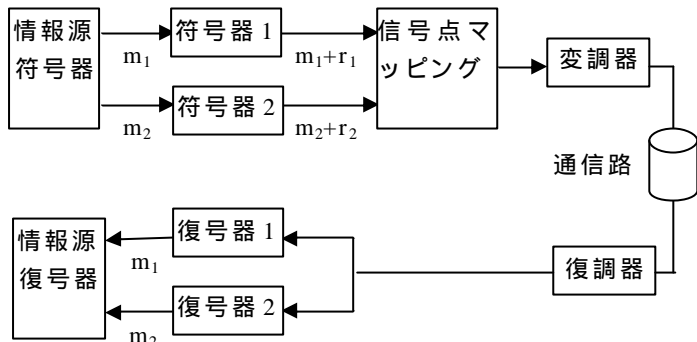 情報源
符号器
m₁
符号器 1
m₁+r₁
m₂
符号器 2
m₂+r₂
信号点マ
ッピング
変調器
通信路
情報源
復号器
m₁
復号器 1
m₂
復号器 2
復調器